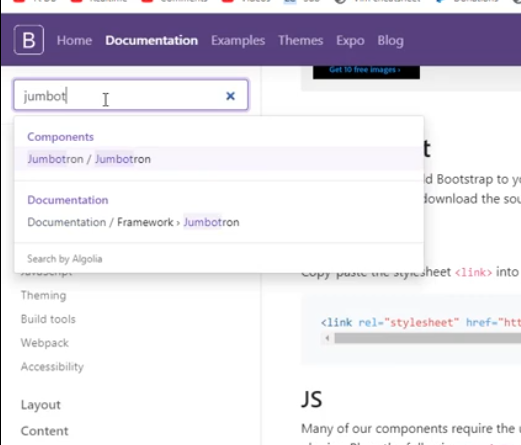 B Home Documentation Examples Themes Expo Blog
Get 10 free images ›
jumbot ×
Components
Jumbotron / Jumbotron
Documentation
Documentation / Framework › Jumbotron
Search by Algolia
t
d Bootstrap to yo
download the sou
Javascript
Copy-paste the stylesheet <link> into
Theming
Build tools
<link rel="stylesheet" href="htt
Webpack
Accessibility
Layout
JS
Content
Many of our components require the u